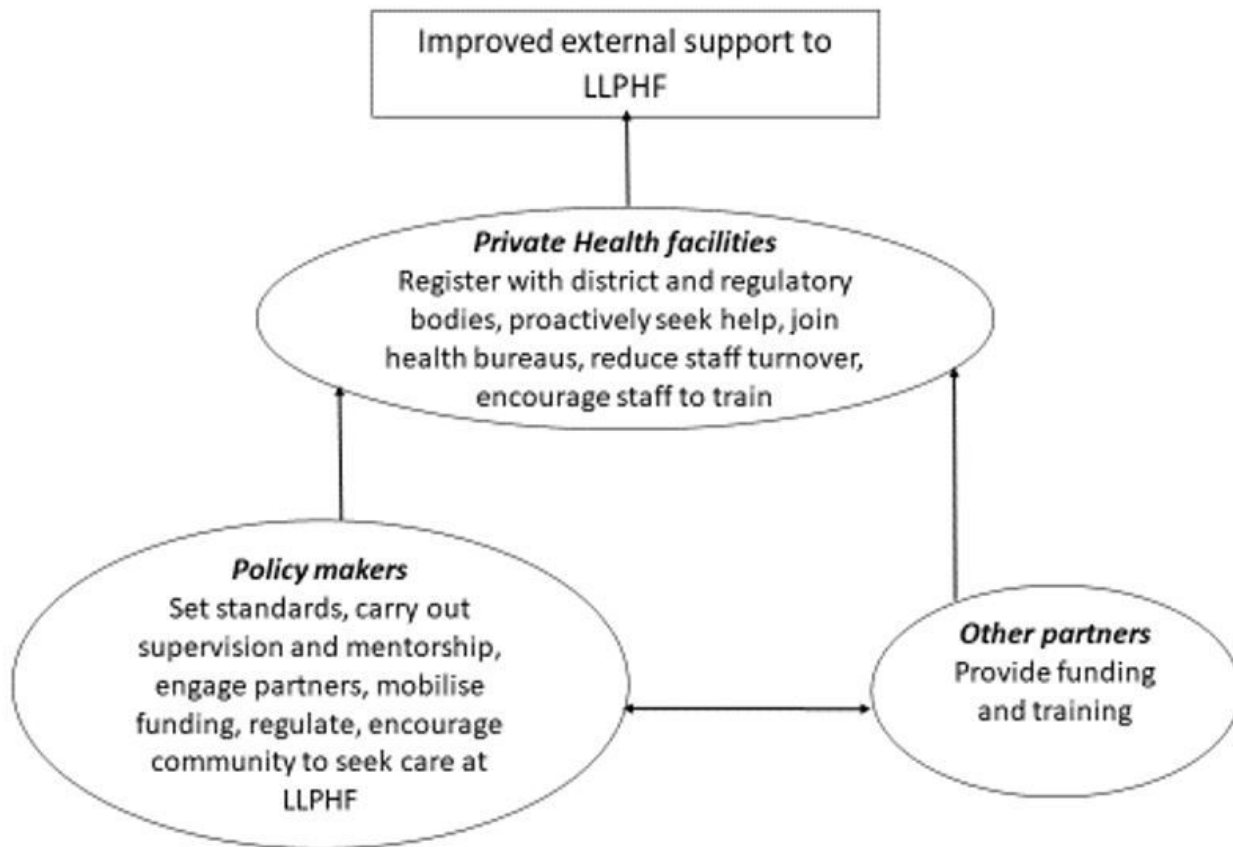 Improved external support to
LLPHF
Private Health facilities
Register with district and regulatory
bodies, proactively seek help, join
health bureaus, reduce staff turnover,
encourage staff to train
Policy makers
Set standards, carry out
supervision and mentorship,
engage partners, mobilise
funding, regulate, encourage
community to seek care at
LLPHF
Other partners
Provide funding
and training